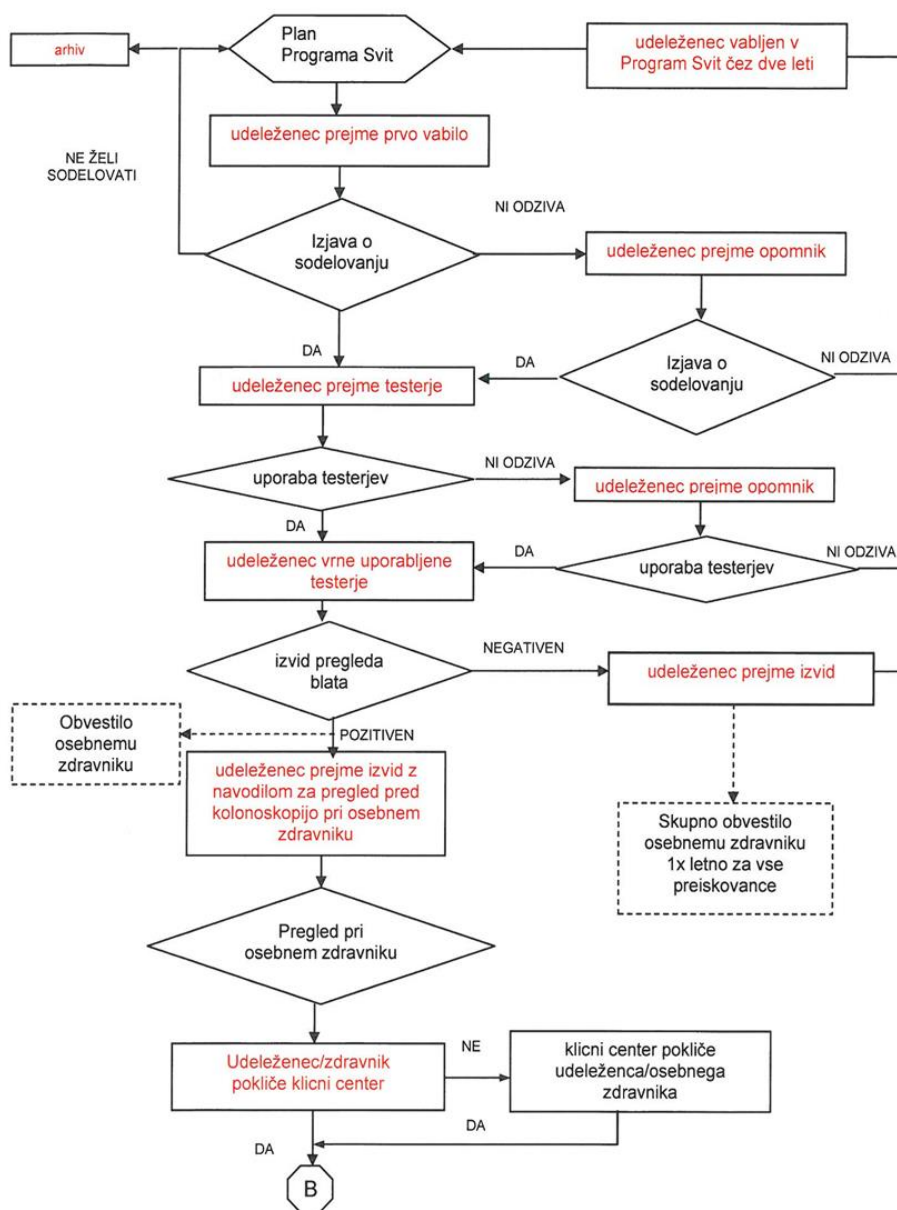 arhiv
Plan
Programa Svit
udeleženec vabljen v
Program Svit čez dve leti
udeleženec prejme prvo vabilo
NE ŽELI
SODELOVATI
NI ODZIVA
Izjava o
sodelovanju
udeleženec prejme opomnik
DA
DA
Izjava o
sodelovanju
NI ODZIVA
udeleženec prejme testerje
uporaba testerjev
NI ODZIVA
udeleženec prejme opomnik
DA
DA
NI ODZIVA
udeleženec vrne uporabljene
testerje
uporaba testerjev
izvid pregleda
blata
NEGATIVEN
udeleženec prejme izvid
Obvestilo
osebnemu
zdravniku
POZITIVEN
udeleženec prejme izvid z
navodilom za pregled pred
kolonoskopijo pri osebnem
zdravniku
Skupno obvestilo
osebnemu zdravniku
1x letno za vse
preiskovance
Pregled pri
osebnem zdravniku
Udeleženec/zdravnik
pokliče klicni center
NE
klicni center pokliče
udeleženca/osebnega
zdravnika
DA
DA
B